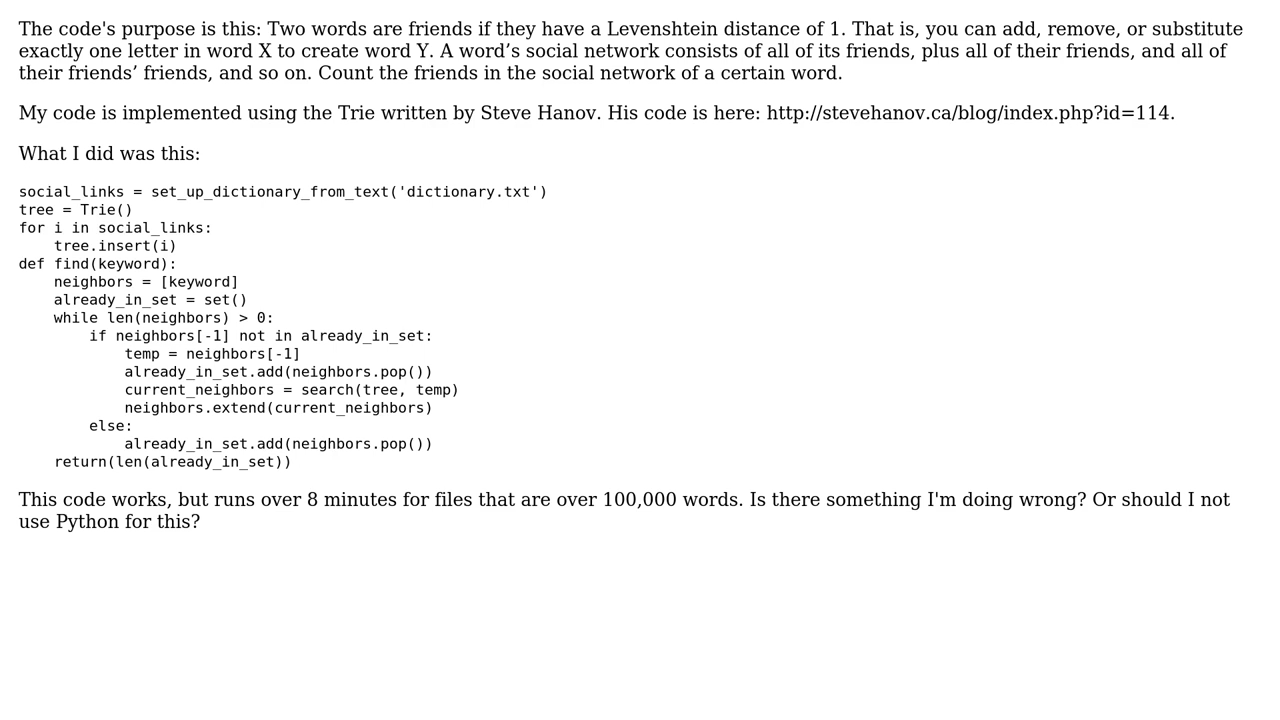 The code's purpose is this: Two words are friends if they have a Levenshtein distance of 1. That is, you can add, remove, or substitute
exactly one letter in word X to create word Y. A word’s social network consists of all of its friends, plus all of their friends, and all of
their friends’ friends, and so on. Count the friends in the social network of a certain word.
My code is implemented using the Trie written by Steve Hanov. His code is here: http://stevehanov.ca/blog/index.php?id=114.
What I did was this:
social_links = set_up_dictionary_from_text('dictionary.txt')
tree = Trie()
for i in social_links:
    tree.insert(i)
def find(keyword):
    neighbors = [keyword]
    already_in_set = set()
    while len(neighbors) > 0:
        if neighbors[-1] not in already_in_set:
            temp = neighbors[-1]
            already_in_set.add(neighbors.pop())
            current_neighbors = search(tree, temp)
            neighbors.extend(current_neighbors)
        else:
            already_in_set.add(neighbors.pop())
    return(len(already_in_set))
This code works, but runs over 8 minutes for files that are over 100,000 words. Is there something I'm doing wrong? Or should I not
use Python for this?